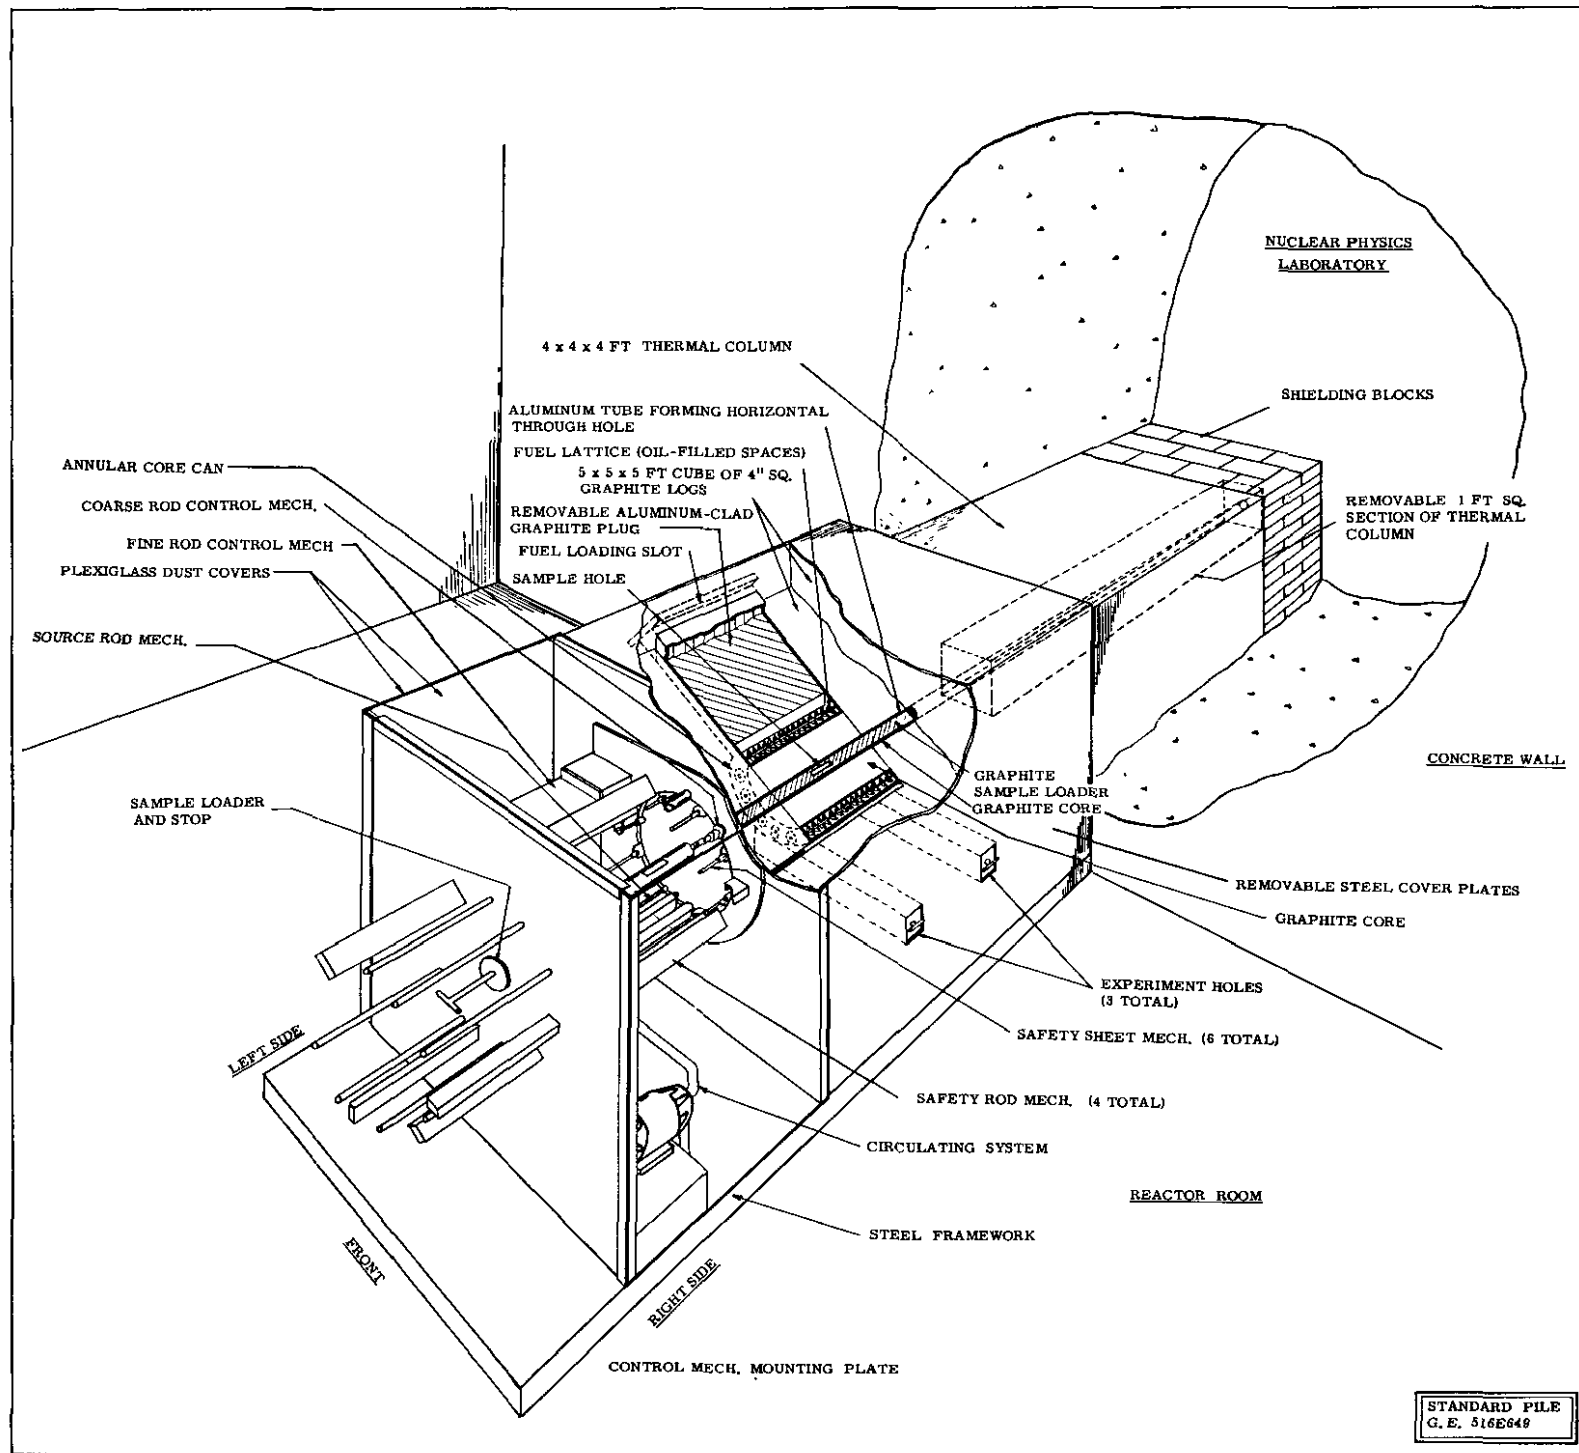 NUCLEAR PHYSICS
LABORATORY
4 x 4 x 4 FT THERMAL COLUMN
SHIELDING BLOCKS
ALUMINUM TUBE FORMING HORIZONTAL
THROUGH HOLE
FUEL LATTICE (OIL-FILLED SPACES)
5 x 5 x 5 FT CUBE OF 4" SQ.
GRAPHITE LOGS
REMOVABLE ALUMINUM-CLAD
GRAPHITE PLUG
FUEL LOADING SLOT
SAMPLE HOLE
ANNULAR CORE CAN
COARSE ROD CONTROL MECH.
FINE ROD CONTROL MECH
PLEXIGLASS DUST COVERS
SOURCE ROD MECH.
REMOVABLE 1 FT SQ.
SECTION OF THERMAL
COLUMN
CONCRETE WALL
SAMPLE LOADER
AND STOP
GRAPHITE
SAMPLE LOADER
GRAPHITE CORE
REMOVABLE STEEL COVER PLATES
GRAPHITE CORE
EXPERIMENT HOLES
(3 TOTAL)
SAFETY SHEET MECH. (6 TOTAL)
LEFT SIDE
SAFETY ROD MECH. (4 TOTAL)
CIRCULATING SYSTEM
REACTOR ROOM
STEEL FRAMEWORK
FRONT
RIGHT SIDE
CONTROL MECH. MOUNTING PLATE
STANDARD PILE
G. E. 516E649